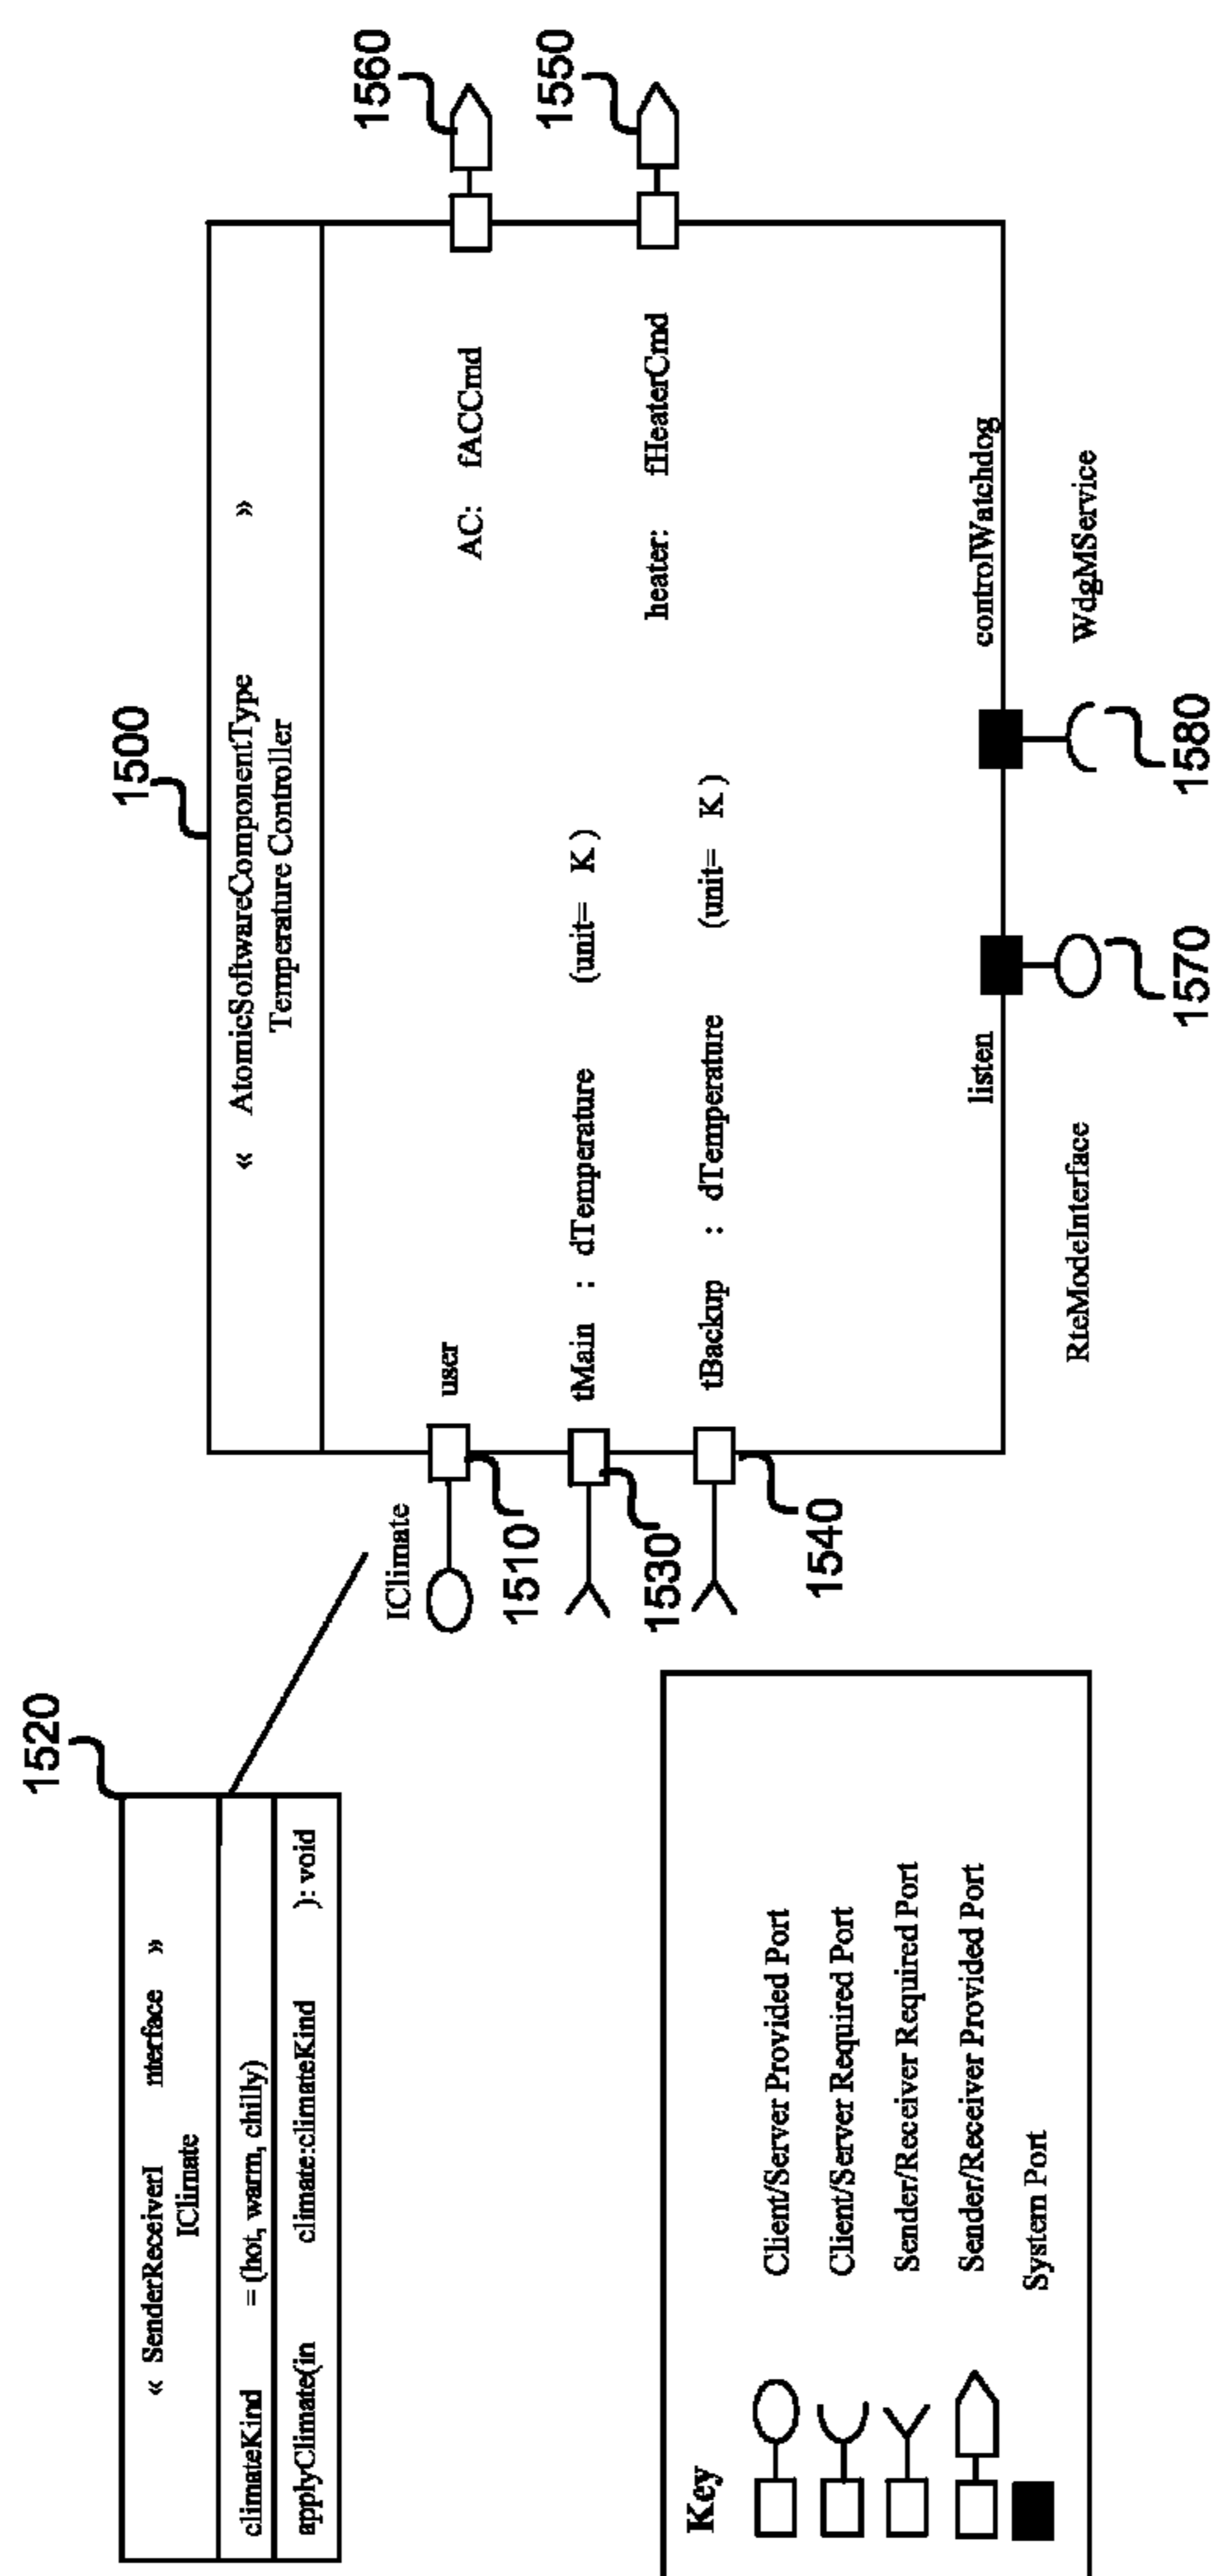 1520
« SenderReceiverI nterface »
IClimate
climateKind = (hot, warm, chilly)
applyClimate(in climate:climateKind ): void
1500
« AtomicSoftwareComponentType »
Temperature Controller
IClimate
user
1510
AC: fACCmd
1560
tMain : dTemperature (unit= K )
1530
heater: fHeaterCmd
1550
tBackup : dTemperature (unit= K )
1540
listen
controlWatchdog
RteModeInterface
WdgMService
1570
1580
Key
Client/Server Provided Port
Client/Server Required Port
Sender/Receiver Required Port
Sender/Receiver Provided Port
System Port